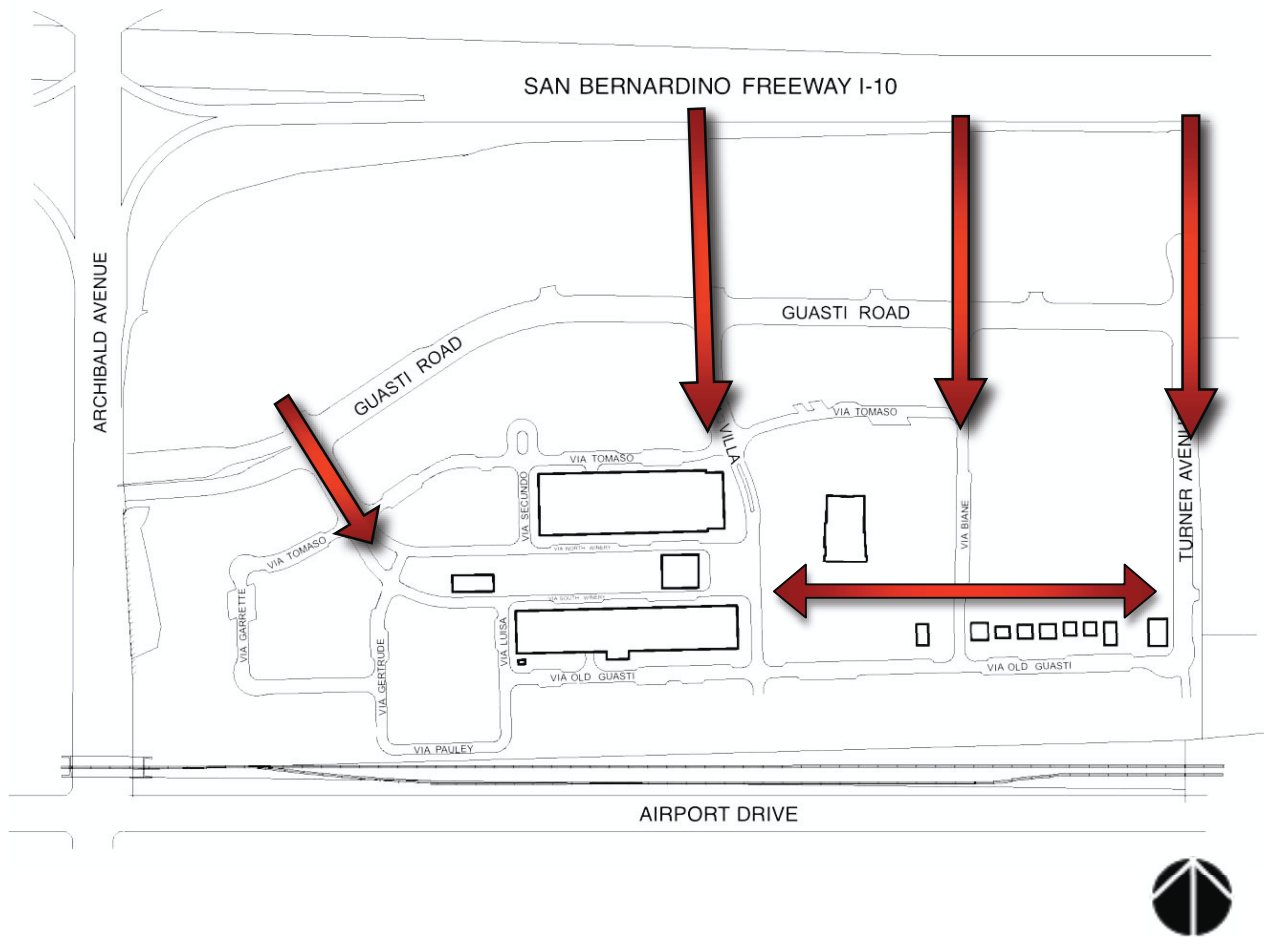 SAN BERNARDINO FREEWAY I-10
ARCHIBALD AVENUE
GUASTI ROAD
GUASTI ROAD
VIA TOMASO
VILLA
TURNER AVENUE
VIA TOMASO
VIA SECUNDO
VIA BIANE
VIA TOMASO
VIA NORTH WINERY
VIA GARRETTE
VIA SOUTH WINERY
VIA LUISA
VIA GERTRUDE
VIA OLD GUASTI
VIA OLD GUASTI
VIA PAULEY
AIRPORT DRIVE